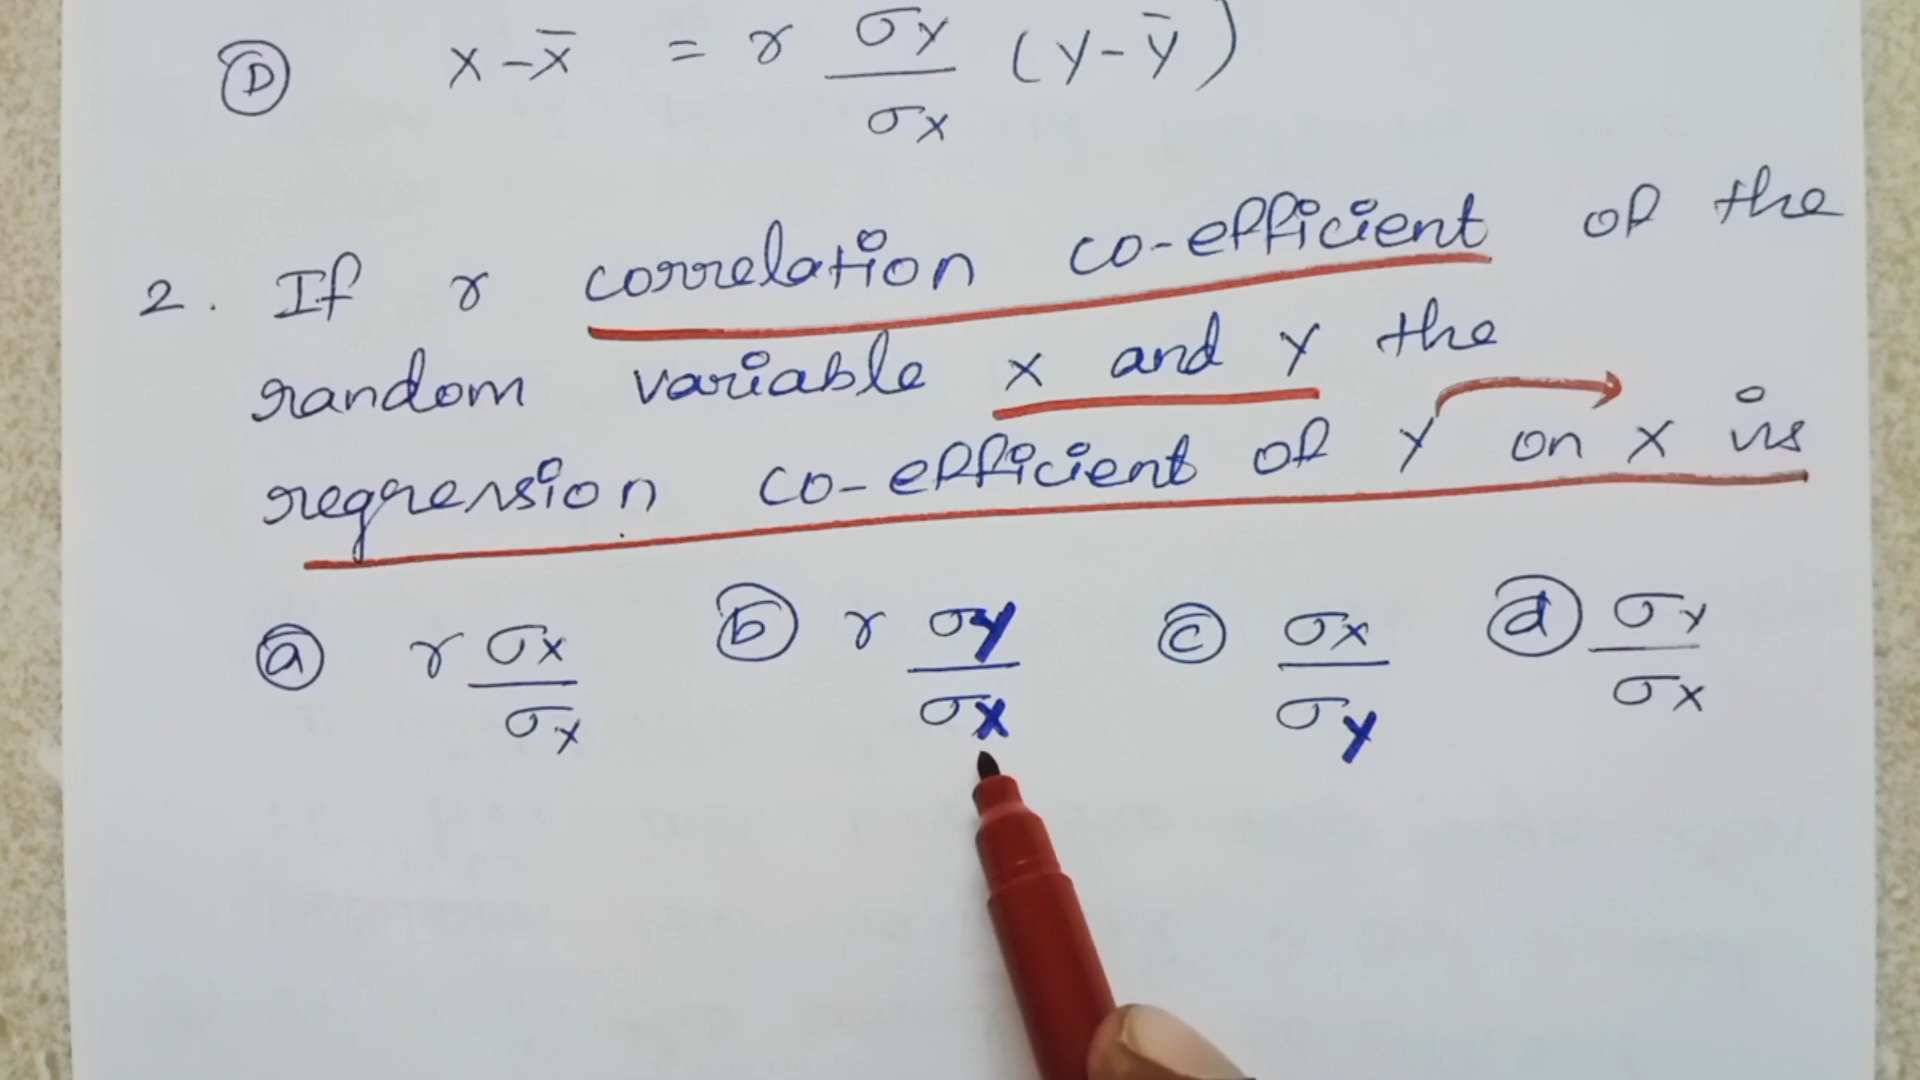 D x - x̄ = r σy / σx (y - ȳ)
2. If r correlation co-efficient of the
random variable x and y the
regression co-efficient of y on x is
a r σx / σx b r σy / σx c σx / σy d σy / σx